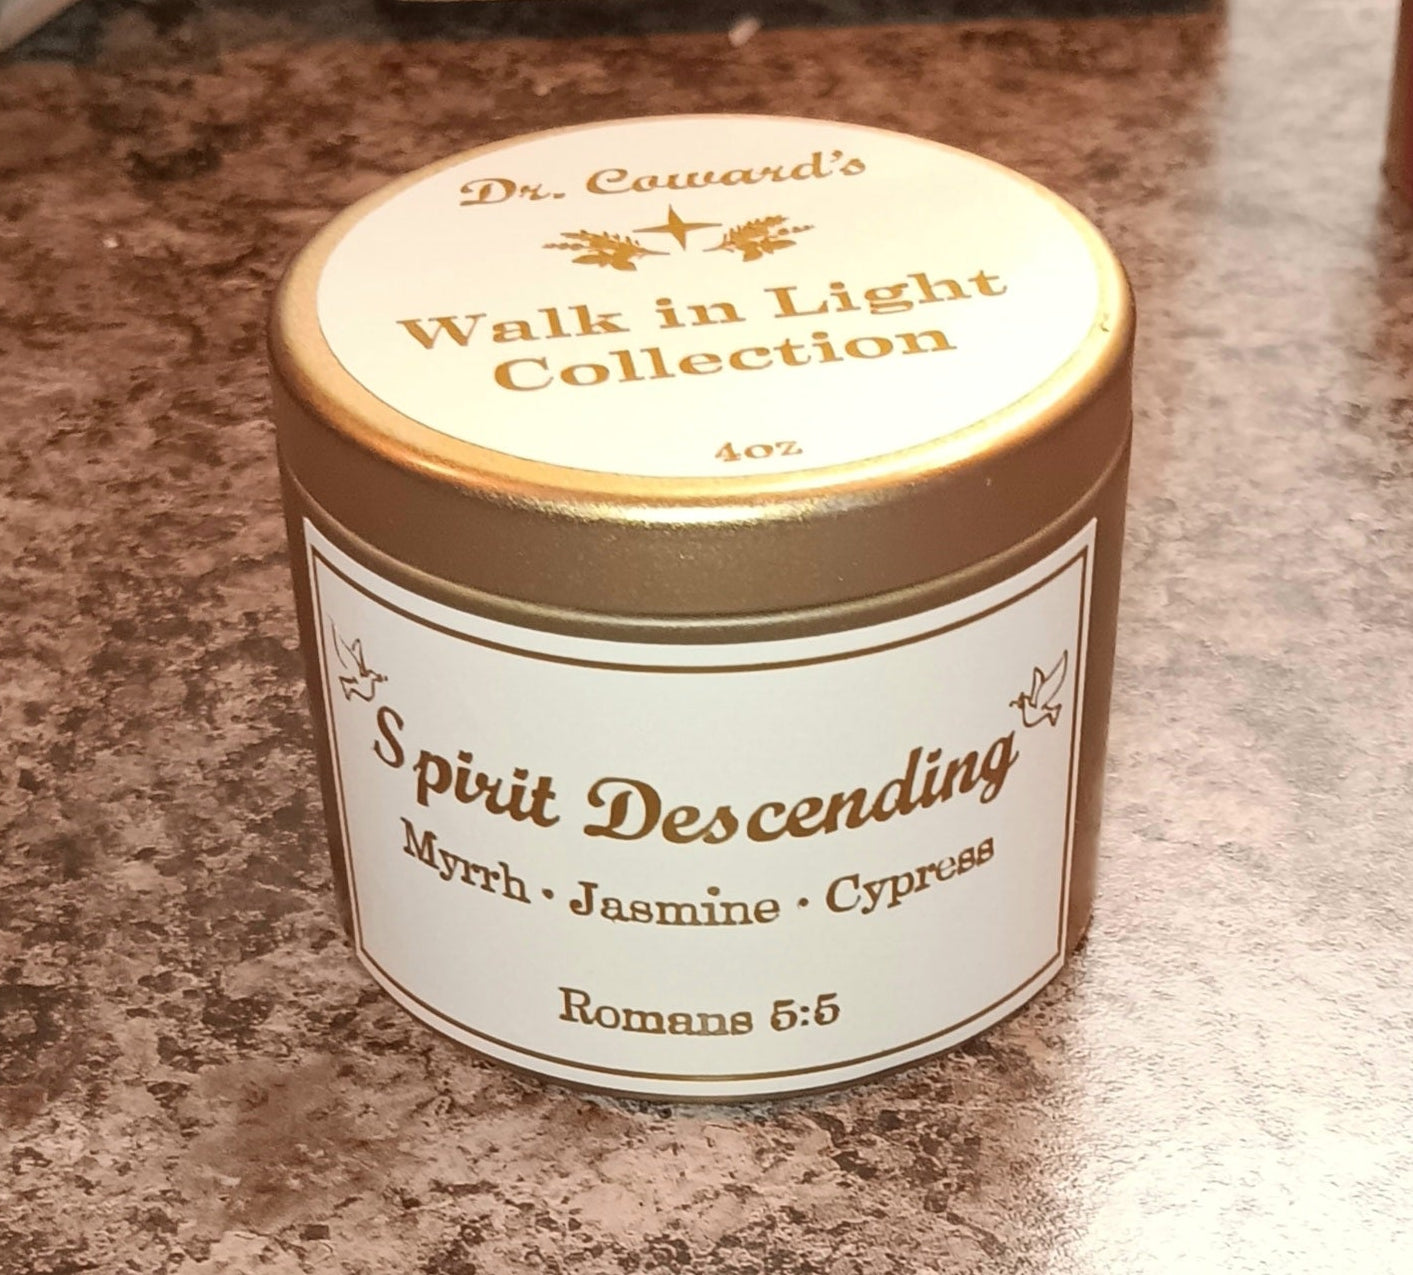 Dr. Coward's
Walk in Light
Collection
4oz
Spirit Descending
Myrrh • Jasmine • Cypress
Romans 5:5